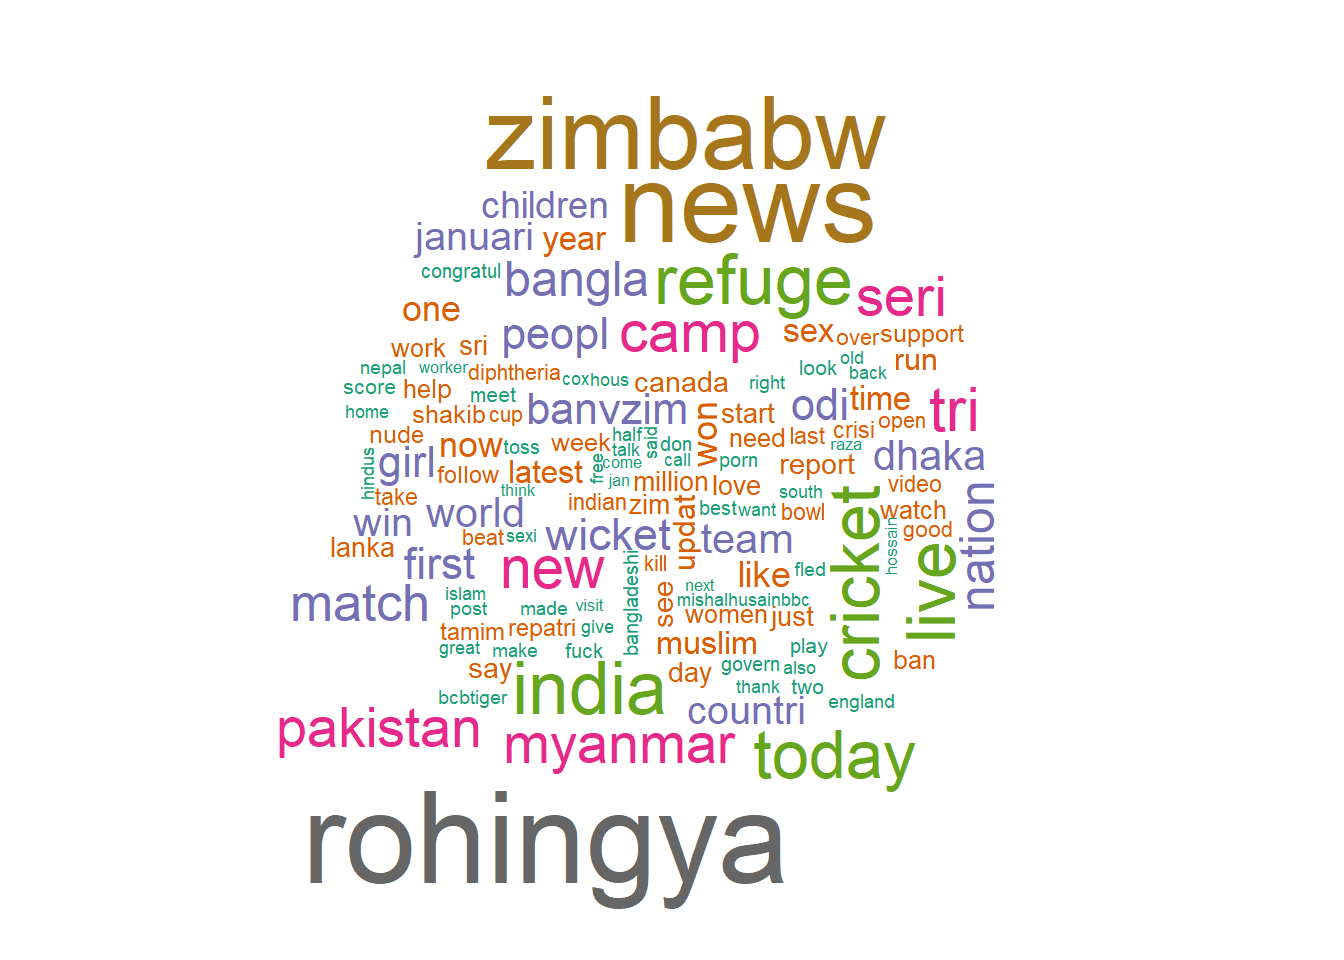 zimbabw
news
children
januari year
congratul bangla refuge seri
one
peopl camp sex over support
work sri
nepal worker diphtheria coxhous look old back run
score help meet canada right
home shakib cup banvzim won start odi time tri
nude now toss week half talk said don need last crisi open
hindus girl follow latest free come call porn report raza dhaka
take think jan million love south video
win world indian zim best want bowl watch
lanka beat sexi wicket updat team cricket hossain good nation
first new bangladeshi kill like fled live
match islam post made visit next mishalhusainbbc
tamim repatri give see women just
great make fuck muslim play
say day govern also ban
bcbtiger india thank two england
countri
pakistan myanmar today
rohingya